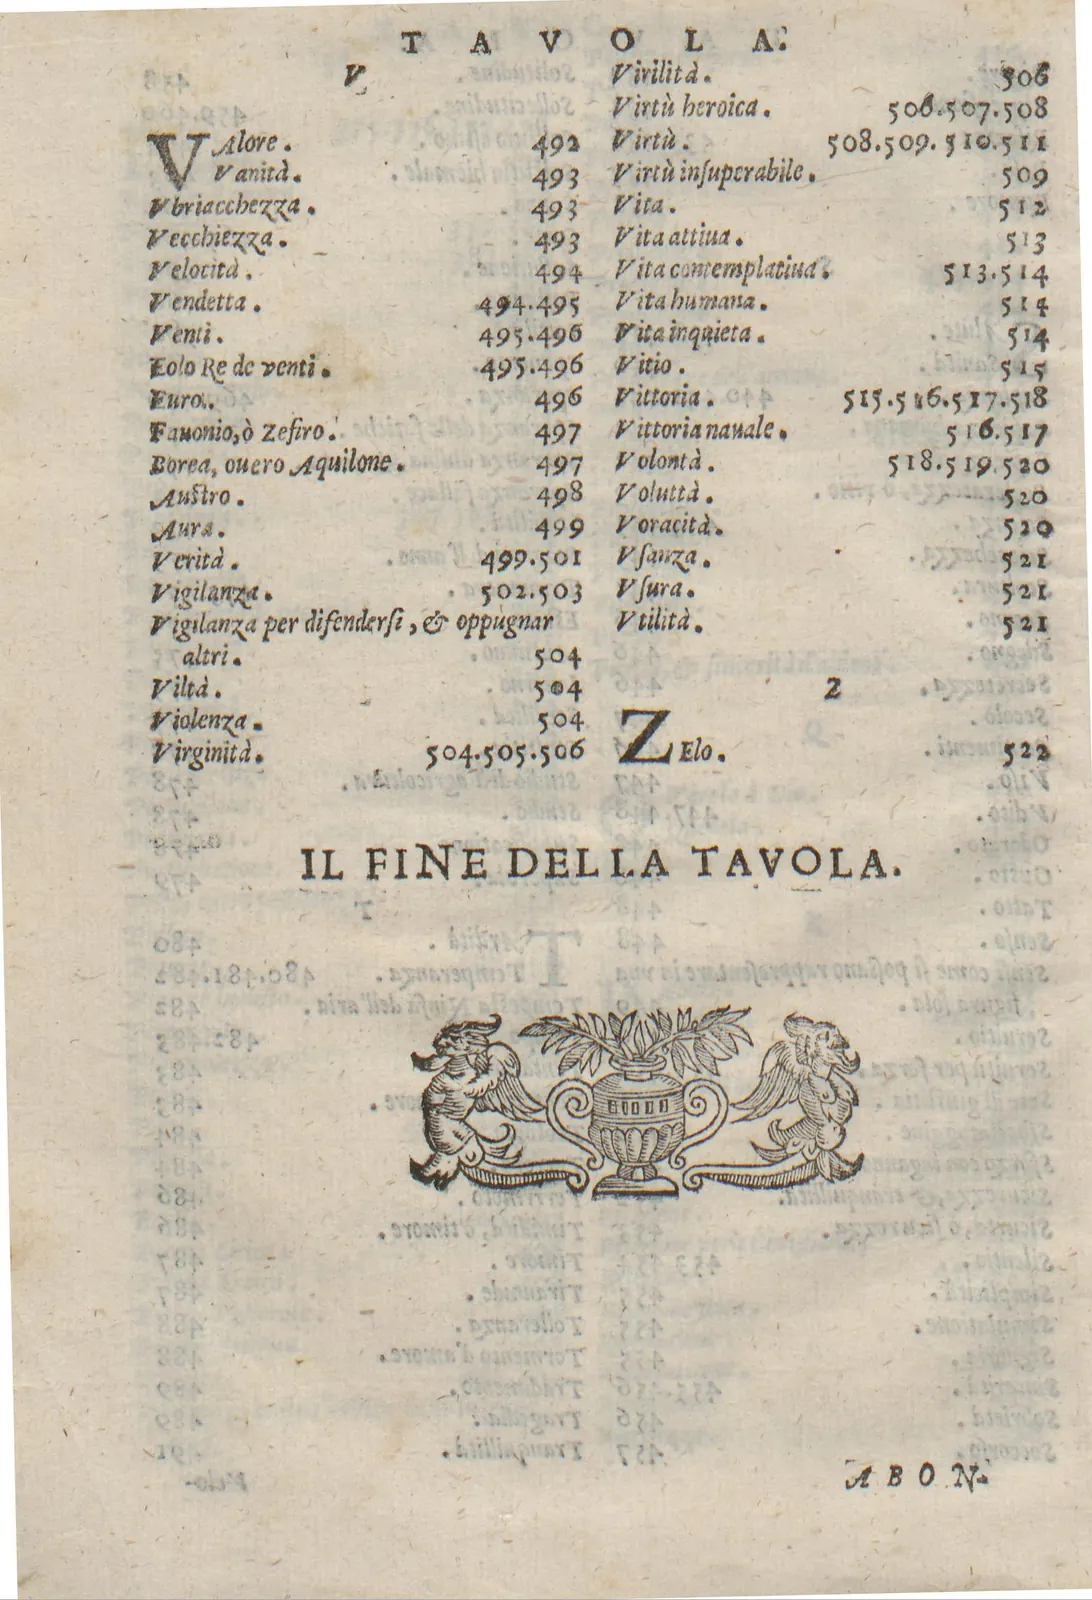 TAVOLA.
V
VAlore. 492
Vanità. 493
Vbriacchezza. 493
Vecchiezza. 493
Velocità. 494
Vendetta. 494.495
Venti. 495.496
Eolo Re de venti. 495.496
Euro. 496
Fauonio, ò Zefiro. 497
Borea, ouero Aquilone. 497
Auſtro. 498
Aura. 499
Verità. 499.501
Vigilanza. 502.503
Vigilanza per difenderſi, & oppugnar
altri. 504
Viltà. 504
Violenza. 504
Virginità. 504.505.506
Virilità. 506
Virtù heroica. 506.507.508
Virtù. 508.509.510.511
Virtù inſuperabile. 509
Vita. 512
Vita attiua. 513
Vita contemplatiua. 513.514
Vita humana. 514
Vita inquieta. 514
Vitio. 515
Vittoria. 515.516.517.518
Vittoria nauale. 516.517
Volontà. 518.519.520
Voluttà. 520
Voracità. 520
Vſanza. 521
Vſura. 521
Vtilità. 521
Z
ZElo. 522
IL FINE DELLA TAVOLA.
ABON-